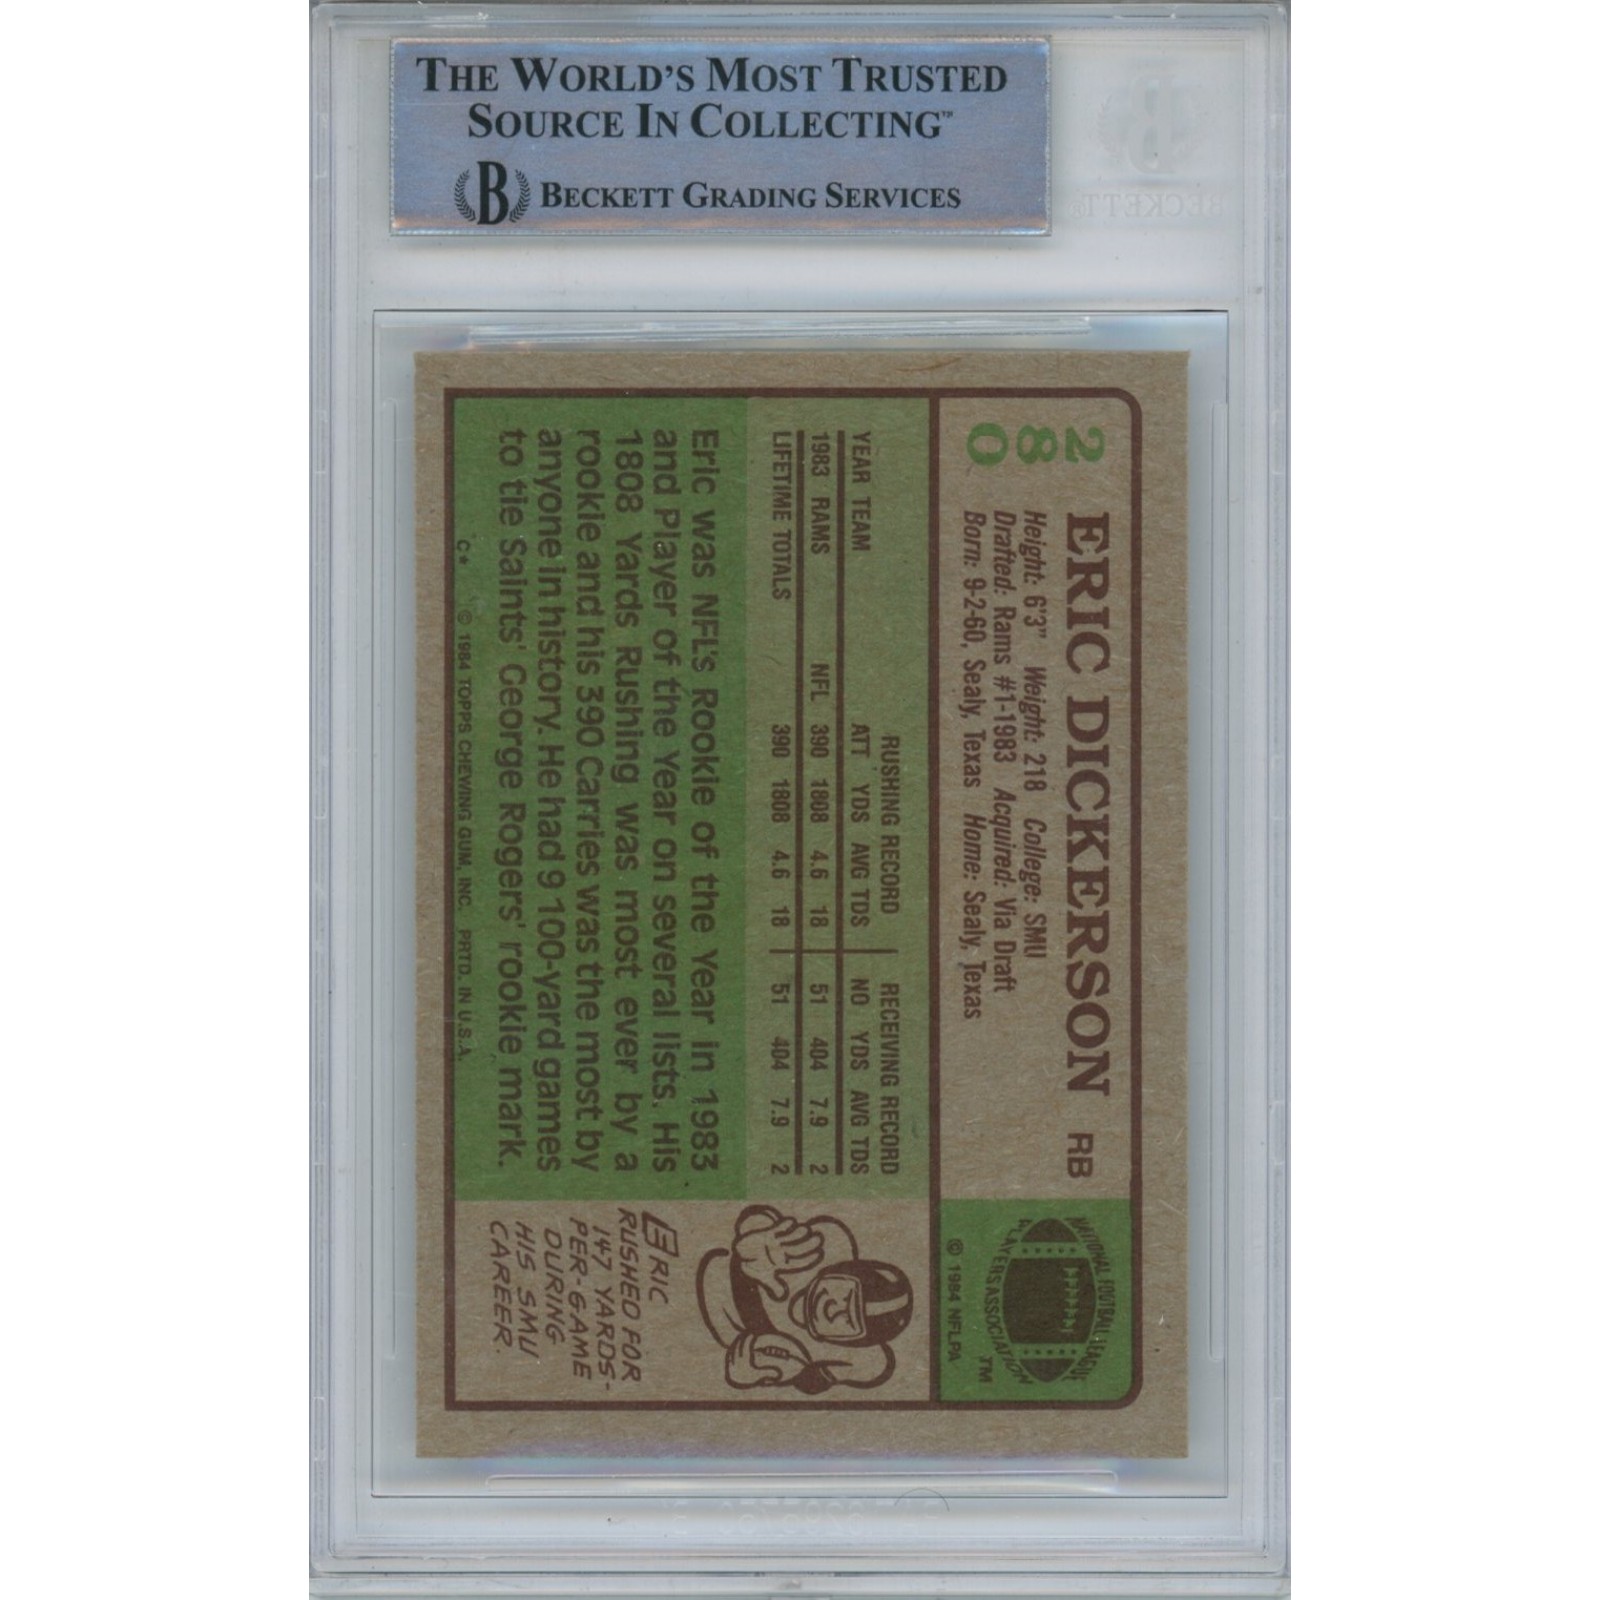 THE WORLD'S MOST TRUSTED
SOURCE IN COLLECTING™
B BECKETT GRADING SERVICES
BECKETT
280
ERIC DICKERSON RB
Height: 6'3" Weight: 218 College: SMU
Drafted: Rams #1-1983 Acquired: Via Draft
Born: 9-2-60, Sealy, Texas Home: Sealy, Texas
NATIONAL FOOTBALL LEAGUE
PLAYERS ASSOCIATION TM
© 1984 NFLPA
RUSHING RECORD RECEIVING RECORD
YEAR TEAM ATT YDS AVG TDS NO YDS AVG TDS
1983 RAMS NFL 390 1808 4.6 18 51 404 7.9 2
LIFETIME TOTALS 390 1808 4.6 18 51 404 7.9 2
Eric was NFL's Rookie of the Year in 1983
and Player of the Year on several lists. His
1808 Yards Rushing was most ever by a
rookie and his 390 Carries was the most by
anyone in history. He had 9 100-yard games
to tie Saints' George Rogers' rookie mark.
ERIC
RUSHED FOR
147 YARDS-
PER-GAME
DURING
HIS SMU
CAREER.
C* © 1984 TOPPS CHEWING GUM, INC. PRTD. IN U.S.A.